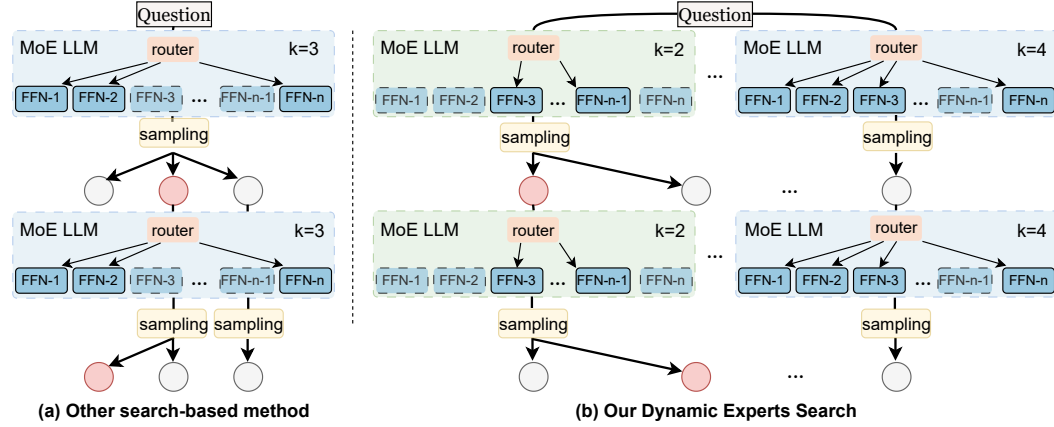 Question
MoE LLM router k=3
FFN-1 FFN-2 FFN-3 ... FFN-n-1 FFN-n
sampling
MoE LLM router k=3
FFN-1 FFN-2 FFN-3 ... FFN-n-1 FFN-n
sampling sampling
(a) Other search-based method
Question
MoE LLM router k=2 ... MoE LLM router k=4
FFN-1 FFN-2 FFN-3 ... FFN-n-1 FFN-n FFN-1 FFN-2 FFN-3 ... FFN-n-1 FFN-n
sampling sampling
...
MoE LLM router k=2 ... MoE LLM router k=4
FFN-1 FFN-2 FFN-3 ... FFN-n-1 FFN-n FFN-1 FFN-2 FFN-3 ... FFN-n-1 FFN-n
sampling sampling
...
(b) Our Dynamic Experts Search